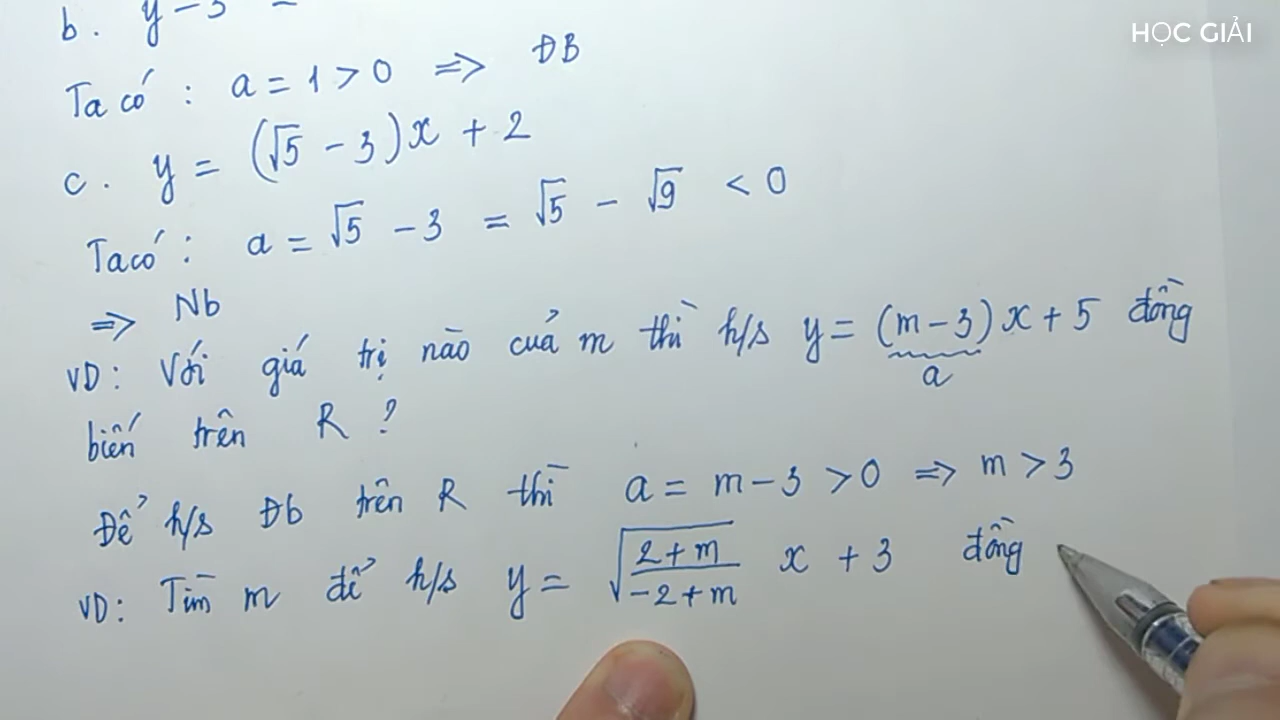 HỌC GIẢI
b. y - 3 =
Ta có : a = 1 > 0 => ĐB
c. y = (√5 - 3)x + 2
Ta có : a = √5 - 3 = √5 - √9 < 0
=> Nb
VD: Với giá trị nào của m thì h/s y = (m - 3)x + 5 đồng
a
biến trên R ?
Để h/s Đb trên R thì a = m - 3 > 0 => m > 3
VD: Tìm m để h/s y = √((2 + m)/(-2 + m)) x + 3 đồng